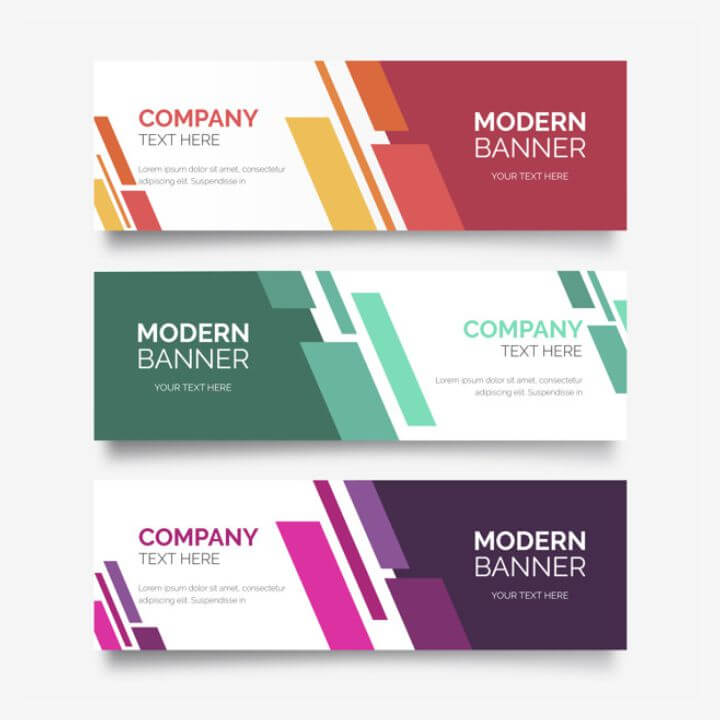 COMPANY
TEXT HERE
Lorem ipsum dolor sit amet, consectetur
adipiscing elit. Suspendisse in
MODERN
BANNER
YOUR TEXT HERE
MODERN
BANNER
YOUR TEXT HERE
COMPANY
TEXT HERE
Lorem ipsum dolor sit amet, consectetur
adipiscing elit. Suspendisse in
COMPANY
TEXT HERE
Lorem ipsum dolor sit amet, consectetur
adipiscing elit. Suspendisse in
MODERN
BANNER
YOUR TEXT HERE